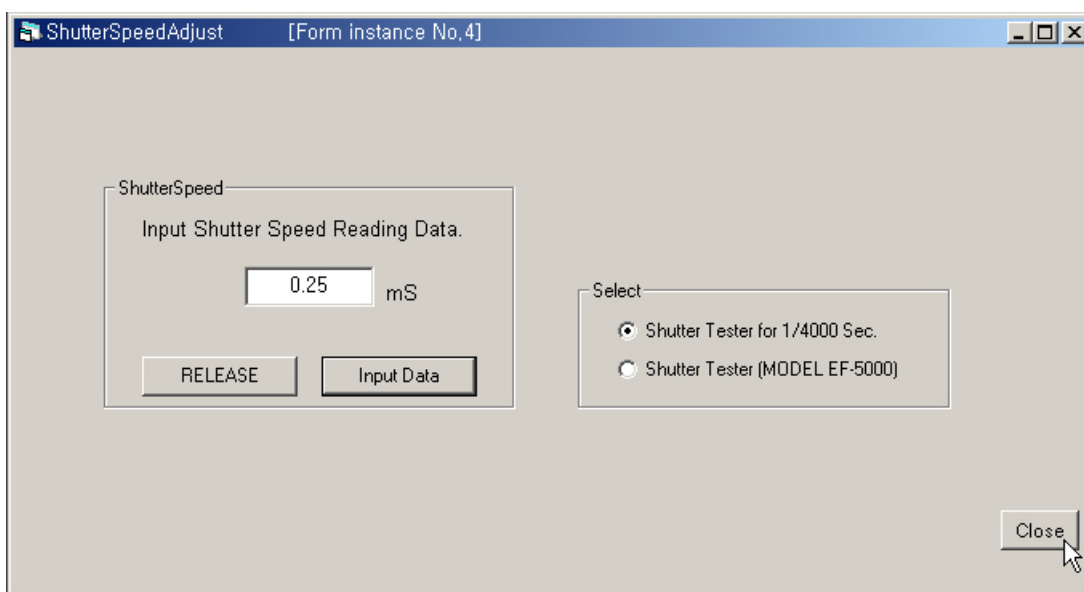 ShutterSpeedAdjust [Form instance No,4]
ShutterSpeed
Input Shutter Speed Reading Data.
0.25 mS
RELEASE Input Data
Select
Shutter Tester for 1/4000 Sec.
Shutter Tester (MODEL EF-5000)
Close